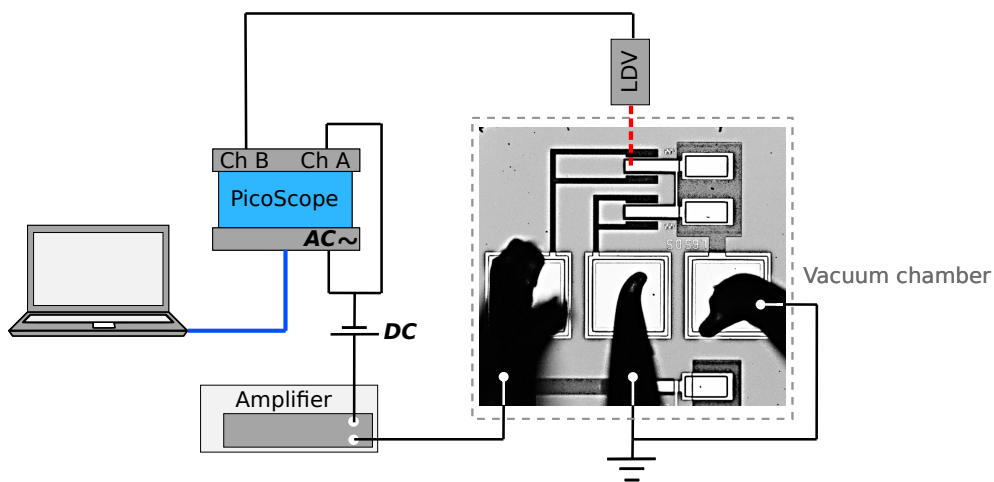 LDV
Ch B
Ch A
PicoScope
AC~
Vacuum chamber
DC
Amplifier